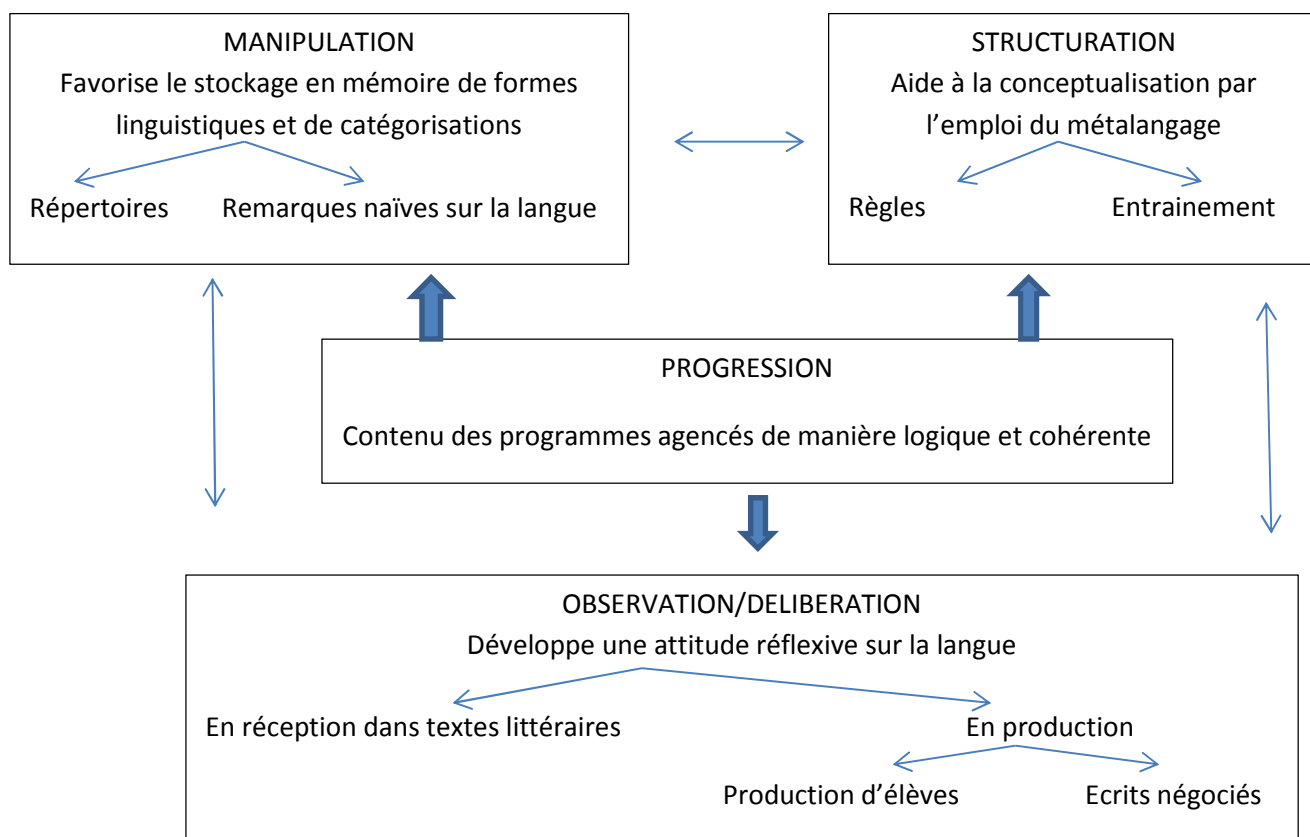 MANIPULATION
Favorise le stockage en mémoire de formes
linguistiques et de catégorisations
Répertoires
Remarques naïves sur la langue
STRUCTURATION
Aide à la conceptualisation par
l’emploi du métalangage
Règles
Entrainement
PROGRESSION
Contenu des programmes agencés de manière logique et cohérente
OBSERVATION/DELIBERATION
Développe une attitude réflexive sur la langue
En réception dans textes littéraires
En production
Production d’élèves
Ecrits négociés